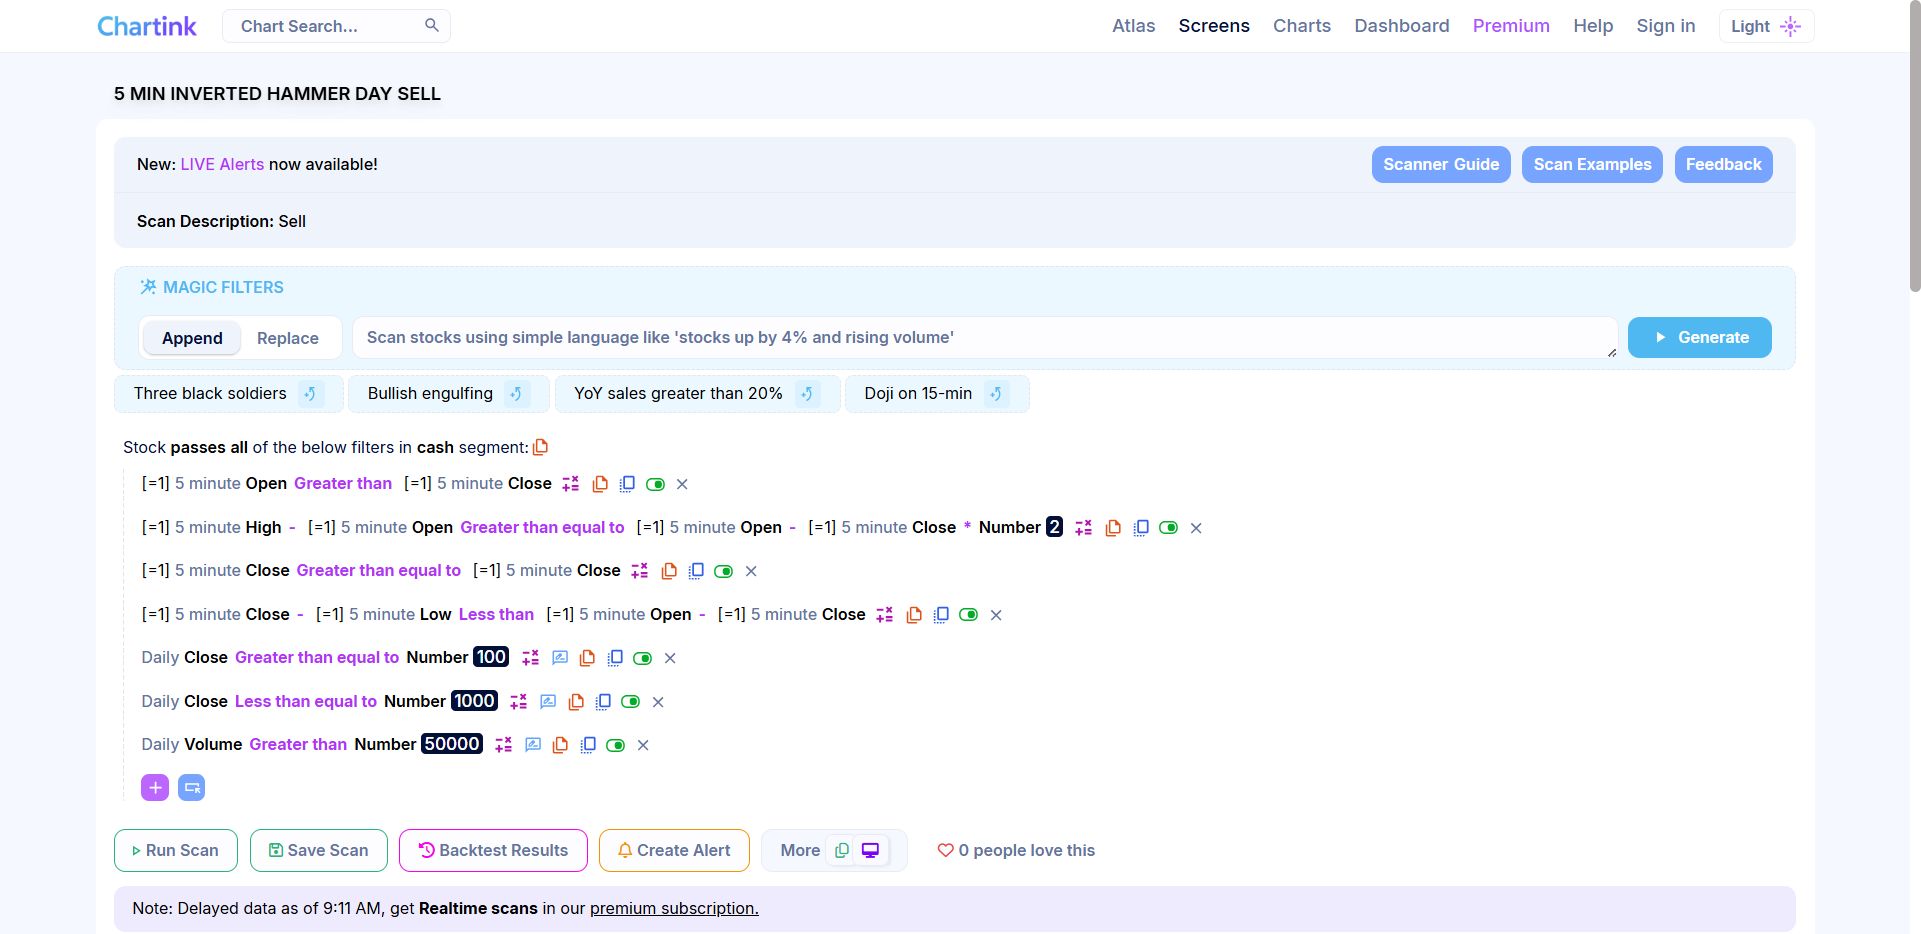 Chartink Chart Search... Atlas Screens Charts Dashboard Premium Help Sign in Light
5 MIN INVERTED HAMMER DAY SELL
New: LIVE Alerts now available! Scanner Guide Scan Examples Feedback
Scan Description: Sell
MAGIC FILTERS
Append Replace Scan stocks using simple language like 'stocks up by 4% and rising volume' Generate
Three black soldiers Bullish engulfing YoY sales greater than 20% Doji on 15-min
Stock passes all of the below filters in cash segment:
[=1] 5 minute Open Greater than [=1] 5 minute Close
[=1] 5 minute High - [=1] 5 minute Open Greater than equal to [=1] 5 minute Open - [=1] 5 minute Close * Number 2
[=1] 5 minute Close Greater than equal to [=1] 5 minute Close
[=1] 5 minute Close - [=1] 5 minute Low Less than [=1] 5 minute Open - [=1] 5 minute Close
Daily Close Greater than equal to Number 100
Daily Close Less than equal to Number 1000
Daily Volume Greater than Number 50000
Run Scan Save Scan Backtest Results Create Alert More 0 people love this
Note: Delayed data as of 9:11 AM, get Realtime scans in our premium subscription.